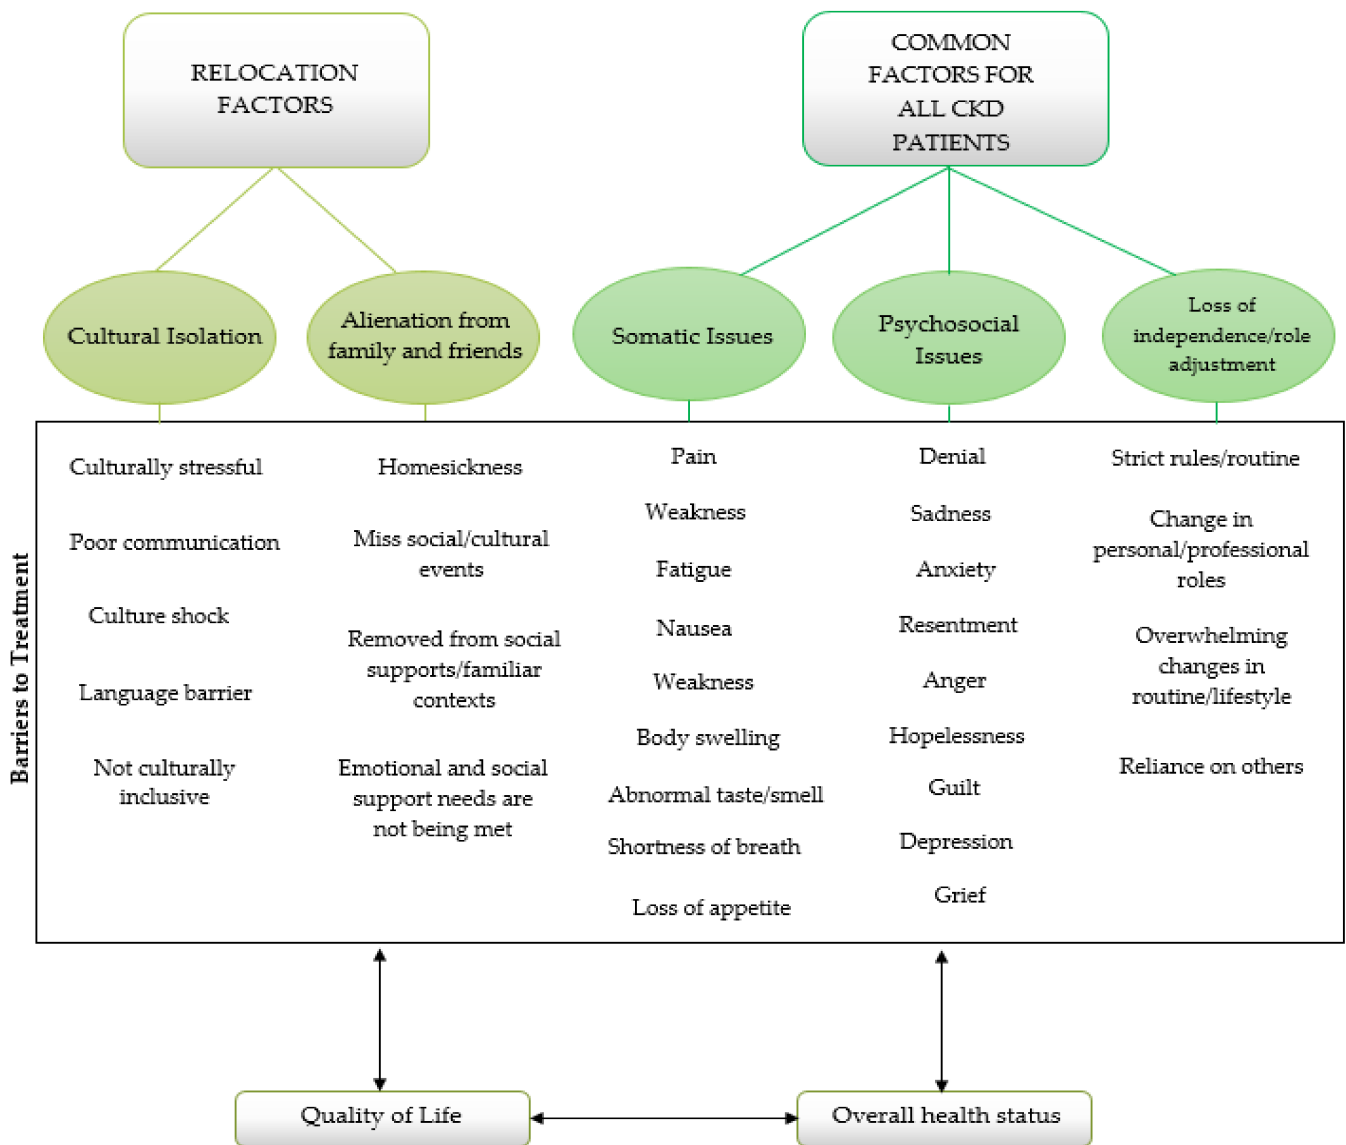 RELOCATION
FACTORS
COMMON
FACTORS FOR
ALL CKD
PATIENTS
Cultural Isolation
Alienation from
family and friends
Somatic Issues
Psychosocial
Issues
Loss of
independence/role
adjustment
Barriers to Treatment
Culturally stressful
Poor communication
Culture shock
Language barrier
Not culturally
inclusive
Homesickness
Miss social/cultural
events
Removed from social
supports/familiar
contexts
Emotional and social
support needs are
not being met
Pain
Weakness
Fatigue
Nausea
Weakness
Body swelling
Abnormal taste/smell
Shortness of breath
Loss of appetite
Denial
Sadness
Anxiety
Resentment
Anger
Hopelessness
Guilt
Depression
Grief
Strict rules/routine
Change in
personal/professional
roles
Overwhelming
changes in
routine/lifestyle
Reliance on others
Quality of Life
Overall health status